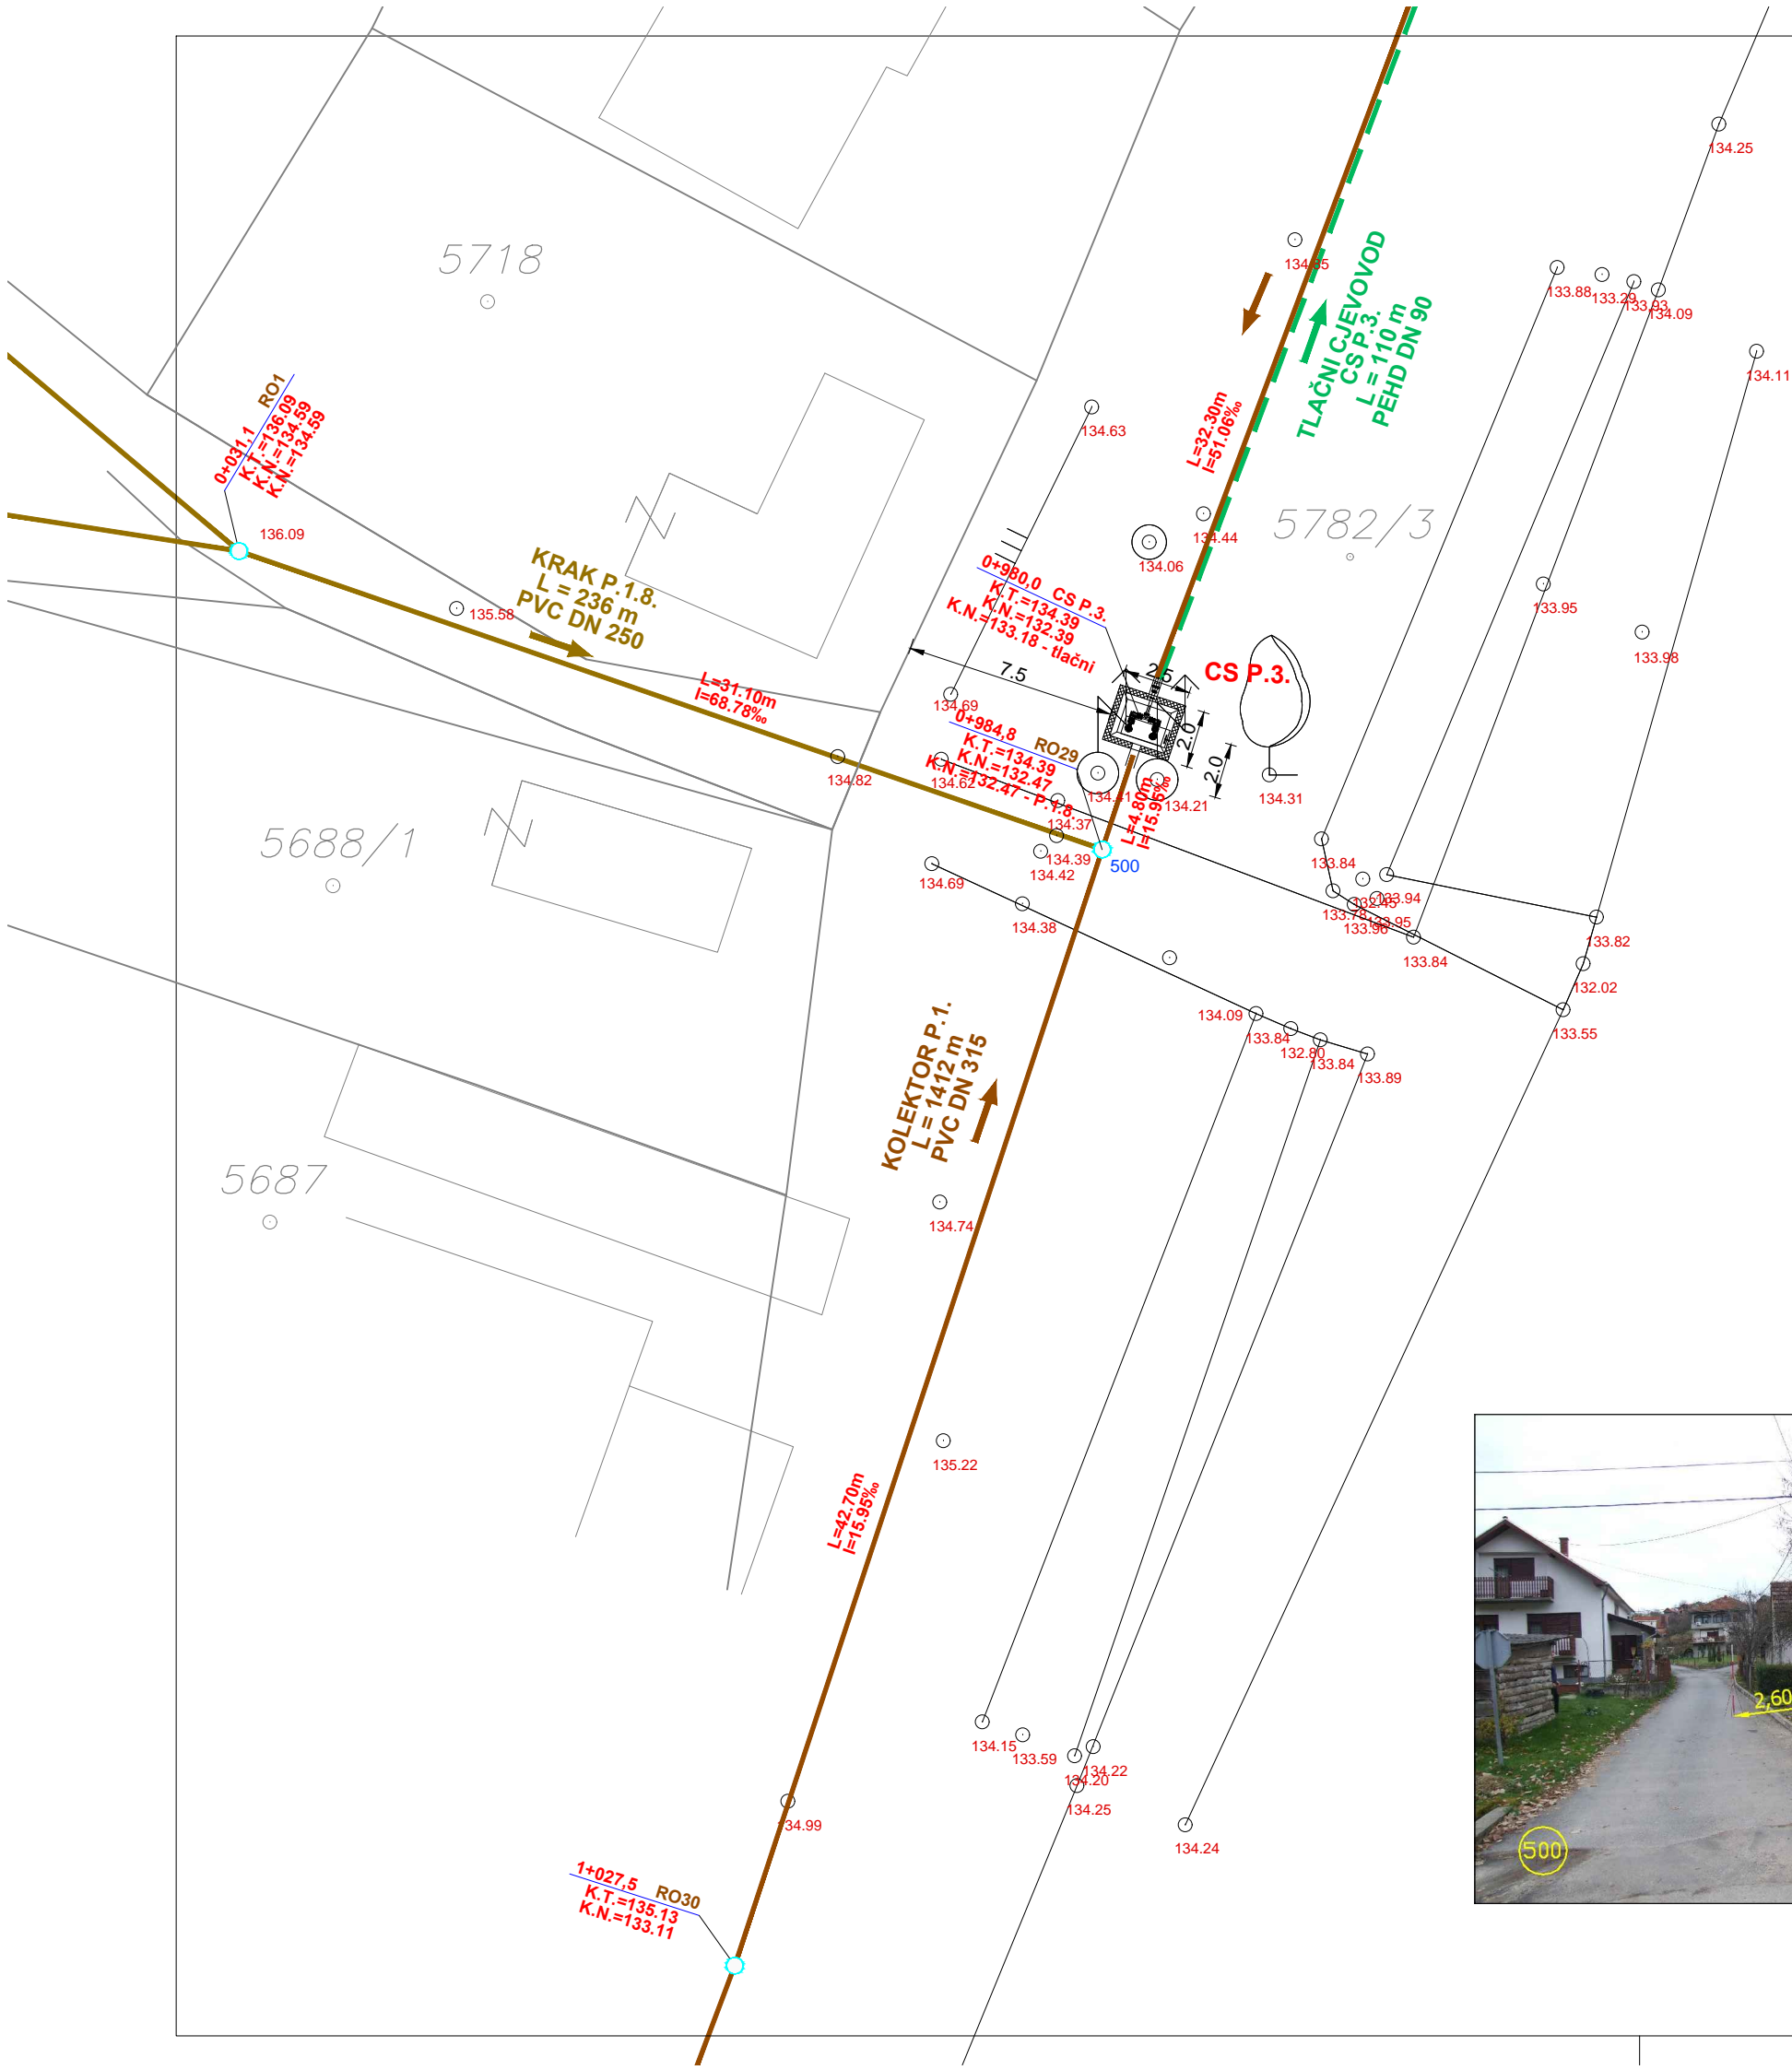 134.25
5718
134.85
TLAČNI CJEVOVOD
CS P.3.
L = 110 m
PEHD DN 90
133.88
133.29
133.93
134.09
134.11
0+031,1 RO1
K.T.=136.09
K.N.=134.59
K.N.=134.59
134.63
L=32.30m
I=51.06‰
136.09
134.44
5782/3
134.06
KRAK P.1.8.
L = 236 m
PVC DN 250
0+980,0 CS P.3.
K.T.=134.39
K.N.=132.39
K.N.=133.18 - tlačni
133.95
135.58
133.98
7.5
2.5
CS P.3.
L=31.10m
I=68.78‰
134.69
0+984,8 RO29
K.T.=134.39
K.N.=132.47
K.N.=132.47 - P.1.8.
2.0
2.0
134.82
134.62
134.41
134.21
134.31
L=4.80m
I=15.95‰
134.37
5688/1
134.39
134.42
500
134.69
133.84
133.94
132.45
133.78
133.95
133.96
134.38
133.82
133.84
132.02
134.09
133.55
133.84
132.80
133.84
133.89
KOLEKTOR P.1.
L = 1412 m
PVC DN 315
5687
134.74
135.22
L=42.70m
I=15.95‰
2,60
134.15
133.59
134.22
134.20
134.25
134.99
134.24
500
1+027,5 RO30
K.T.=135.13
K.N.=133.11